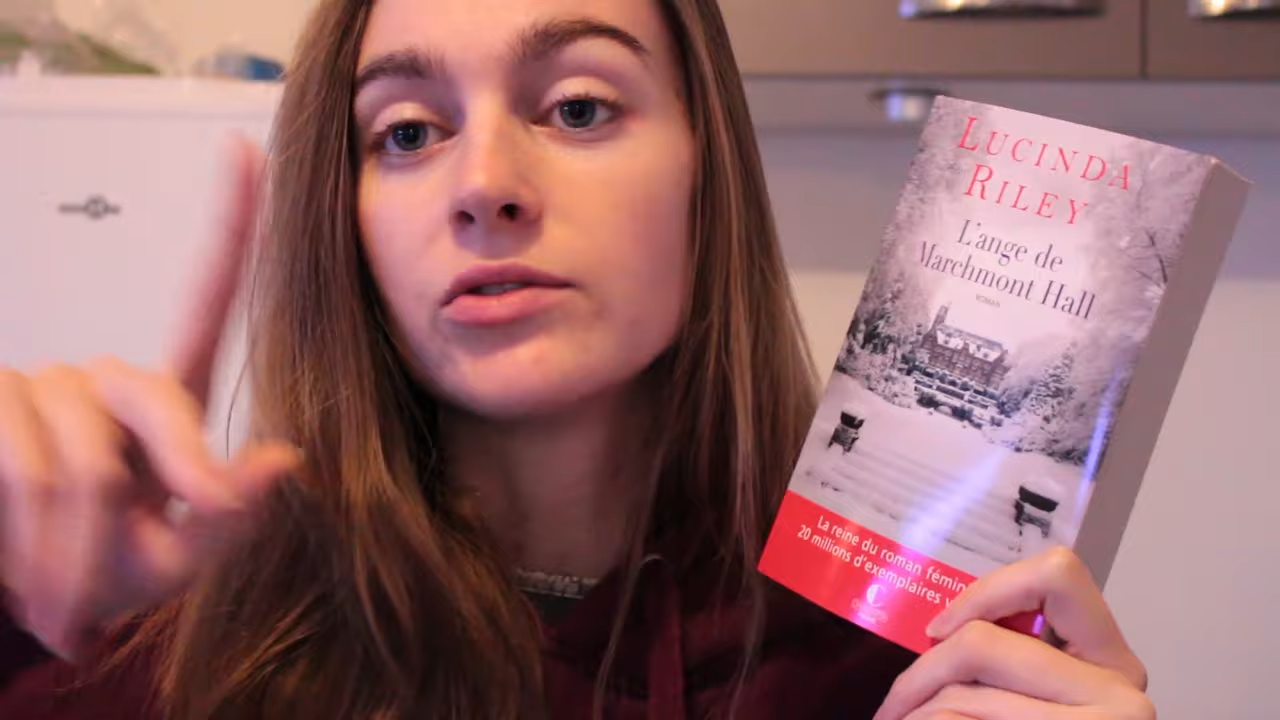 LUCINDA
RILEY
L'ange de
Marchmont Hall
ROMAN
La reine du roman fémin
20 millions d'exemplaires v